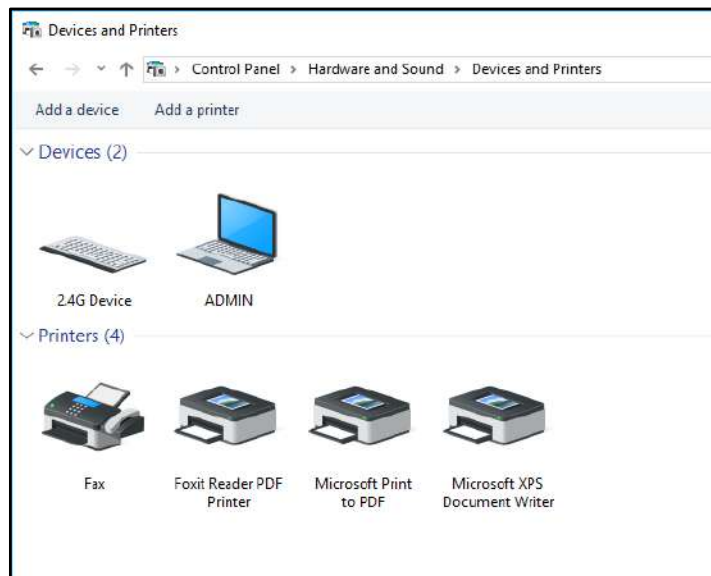 Devices and Printers
Control Panel > Hardware and Sound > Devices and Printers
Add a device Add a printer
Devices (2)
2.4G Device ADMIN
Printers (4)
Fax
Foxit Reader PDF
Printer
Microsoft Print
to PDF
Microsoft XPS
Document Writer